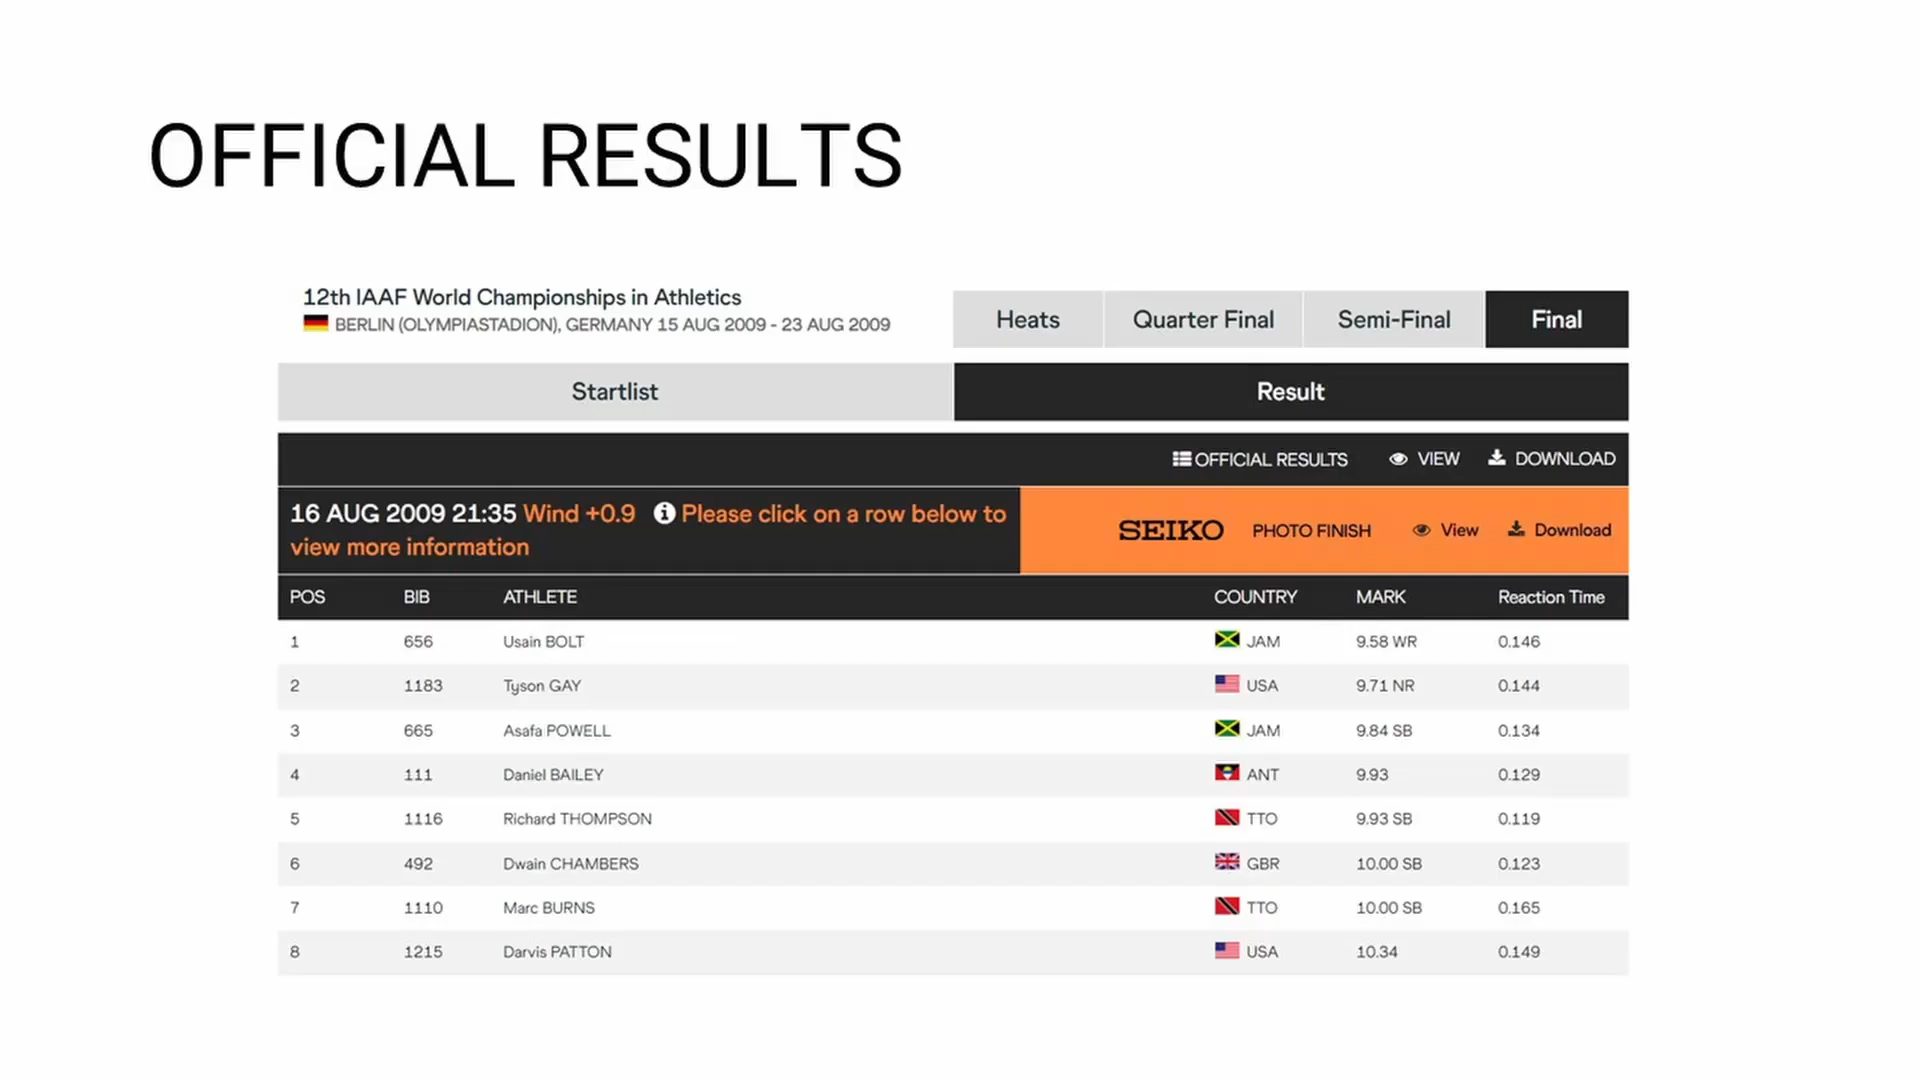 OFFICIAL RESULTS
12th IAAF World Championships in Athletics
BERLIN (OLYMPIASTADION), GERMANY 15 AUG 2009 - 23 AUG 2009
Heats Quarter Final Semi-Final Final
Startlist Result
OFFICIAL RESULTS VIEW DOWNLOAD
16 AUG 2009 21:35 Wind +0.9 Please click on a row below to
view more information
SEIKO PHOTO FINISH View Download
POS BIB ATHLETE COUNTRY MARK Reaction Time
1 656 Usain BOLT JAM 9.58 WR 0.146
2 1183 Tyson GAY USA 9.71 NR 0.144
3 665 Asafa POWELL JAM 9.84 SB 0.134
4 111 Daniel BAILEY ANT 9.93 0.129
5 1116 Richard THOMPSON TTO 9.93 SB 0.119
6 492 Dwain CHAMBERS GBR 10.00 SB 0.123
7 1110 Marc BURNS TTO 10.00 SB 0.165
8 1215 Darvis PATTON USA 10.34 0.149